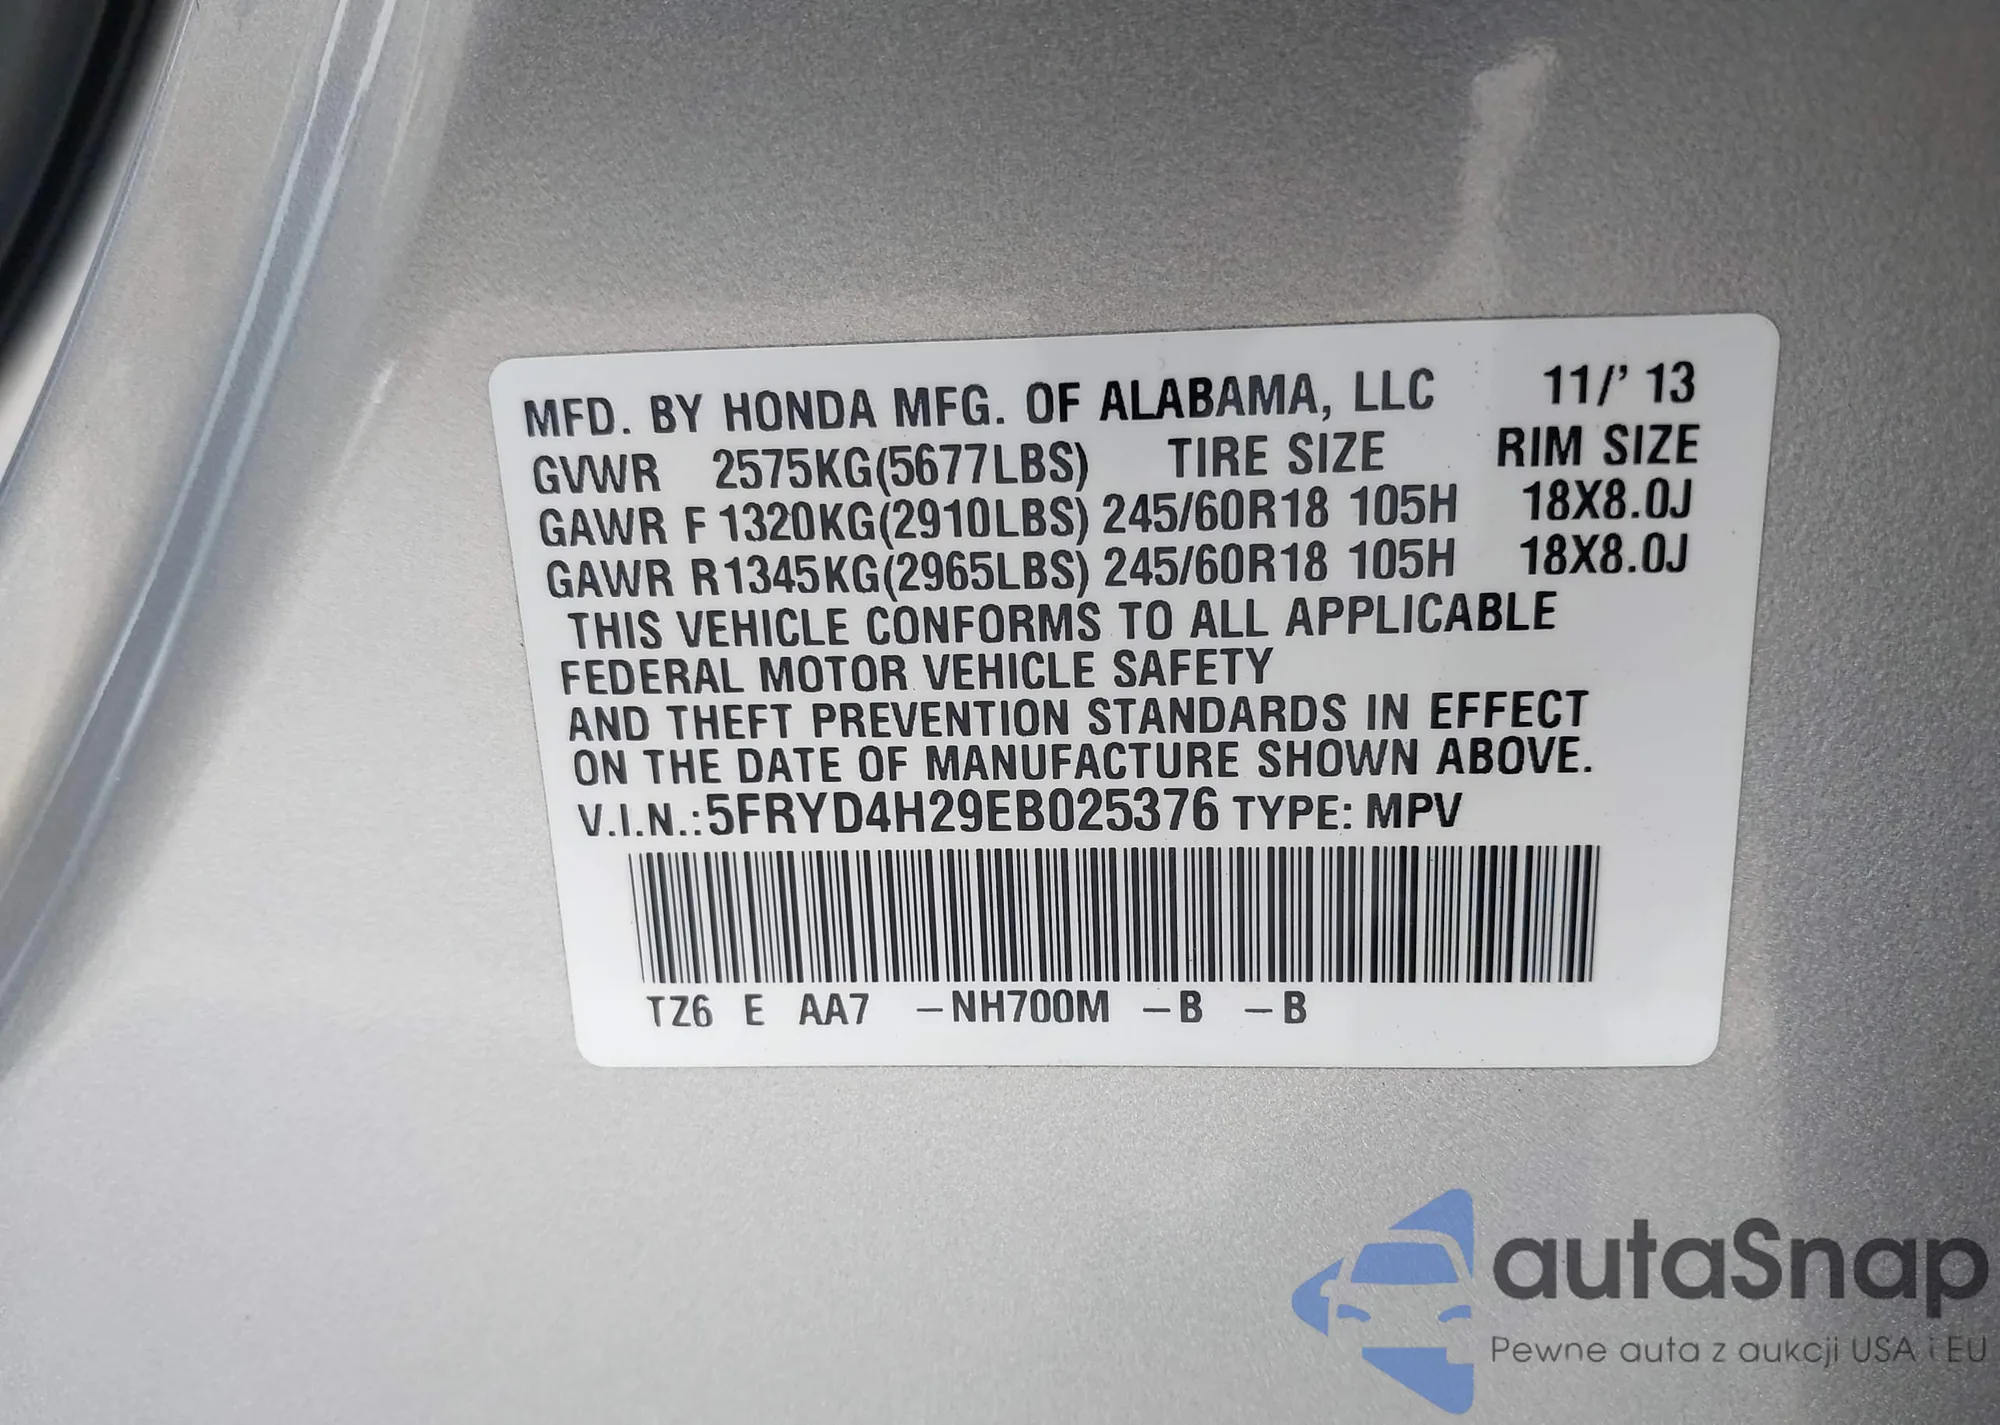 MFD. BY HONDA MFG. OF ALABAMA, LLC 11/' 13
GVWR 2575KG(5677LBS) TIRE SIZE RIM SIZE
GAWR F 1320KG(2910LBS) 245/60R18 105H 18X8.0J
GAWR R1345KG(2965LBS) 245/60R18 105H 18X8.0J
THIS VEHICLE CONFORMS TO ALL APPLICABLE
FEDERAL MOTOR VEHICLE SAFETY
AND THEFT PREVENTION STANDARDS IN EFFECT
ON THE DATE OF MANUFACTURE SHOWN ABOVE.
V.I.N.:5FRYD4H29EB025376 TYPE: MPV
TZ6 E AA7 -NH700M -B -B
autaSnap
Pewne auta z aukcji USA i EU